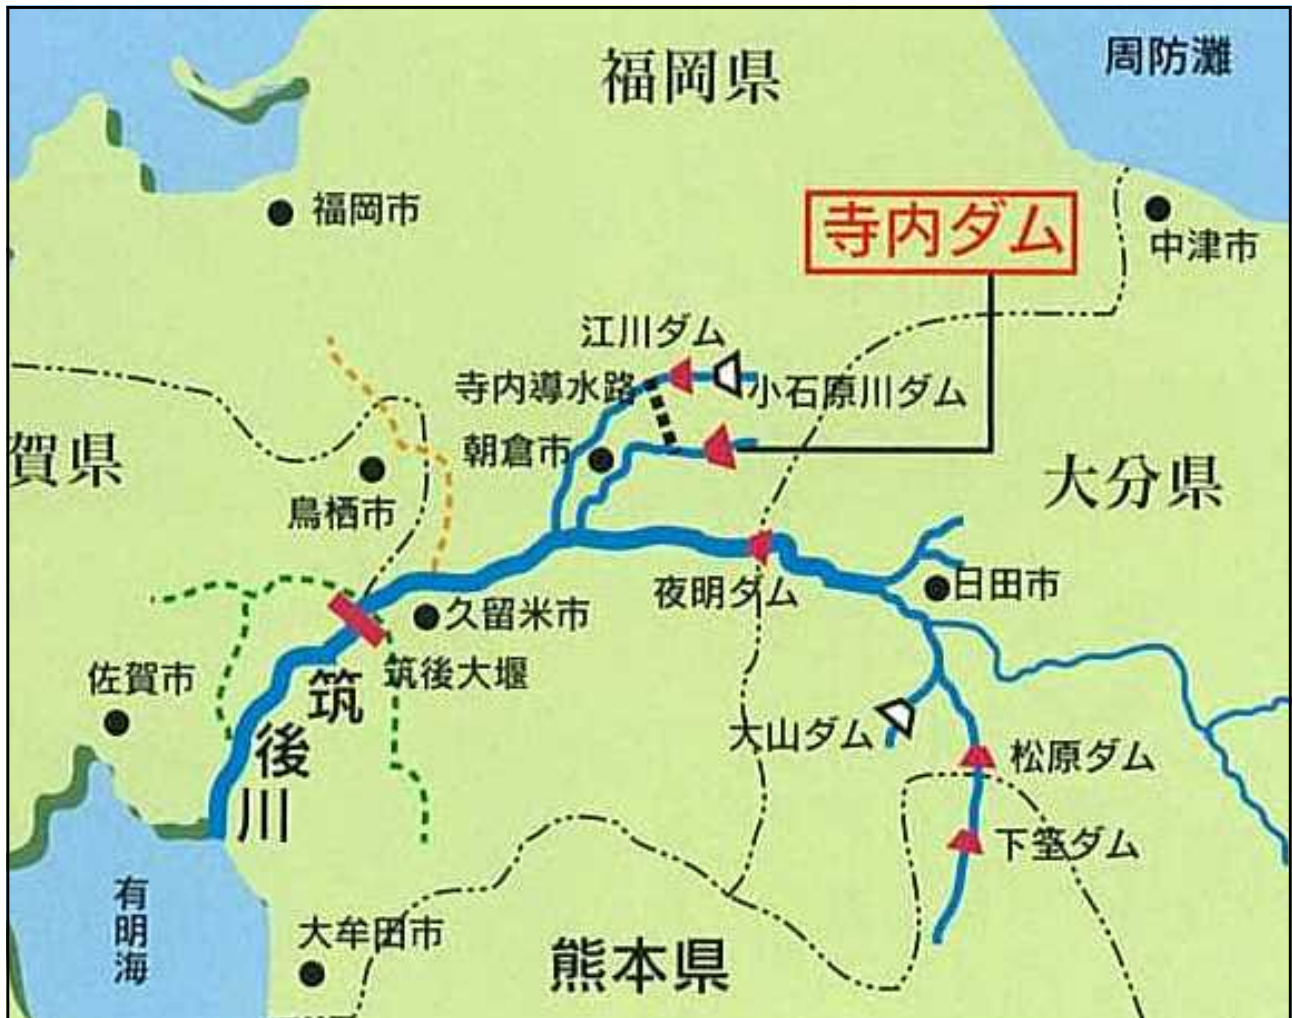 福岡県
周防灘
福岡市
寺内ダム
中津市
江川ダム
寺内導水路
小石原川ダム
朝倉市
賀県
大分県
鳥栖市
夜明ダム
日田市
久留米市
佐賀市
筑後大堰
筑後川
大山ダム
松原ダム
下筌ダム
有明海
大牟田市
熊本県